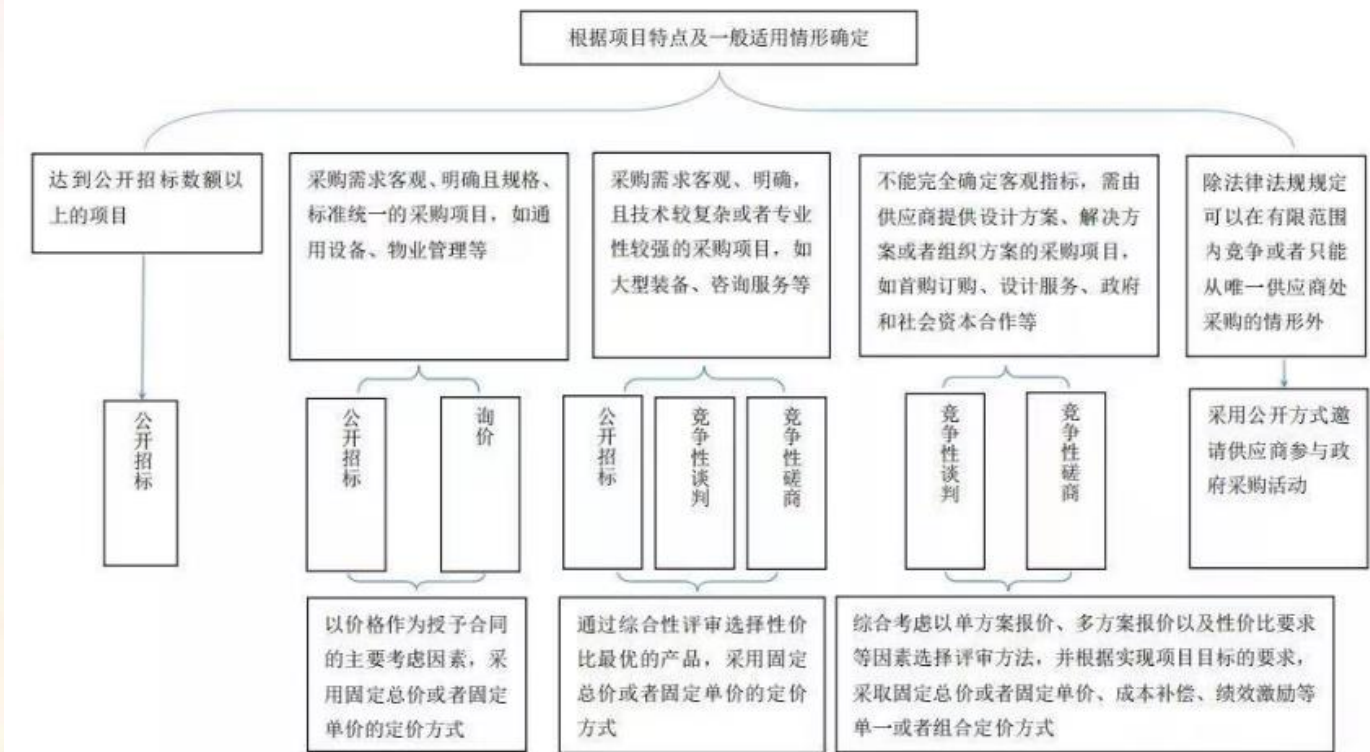 根据项目特点及一般适用情形确定
达到公开招标数额以
上的项目
采购需求客观、明确且规格、
标准统一的采购项目，如通
用设备、物业管理等
采购需求客观、明确，
且技术较复杂或者专业
性较强的采购项目，如
大型装备、咨询服务等
不能完全确定客观指标，需由
供应商提供设计方案、解决方
案或者组织方案的采购项目，
如首购订购、设计服务、政府
和社会资本合作等
除法律法规规定
可以在有限范围
内竞争或者只能
从唯一供应商处
采购的情形外
公开招标
公开招标
询价
公开招标
竞争性谈判
竞争性磋商
竞争性谈判
竞争性磋商
采用公开方式邀
请供应商参与政
府采购活动
以价格作为授予合同
的主要考虑因素，采
用固定总价或者固定
单价的定价方式
通过综合性评审选择性价
比最优的产品，采用固定
总价或者固定单价的定价
方式
综合考虑以单方案报价、多方案报价以及性价比要求
等因素选择评审方法，并根据实现项目目标的要求，
采取固定总价或者固定单价、成本补偿、绩效激励等
单一或者组合定价方式